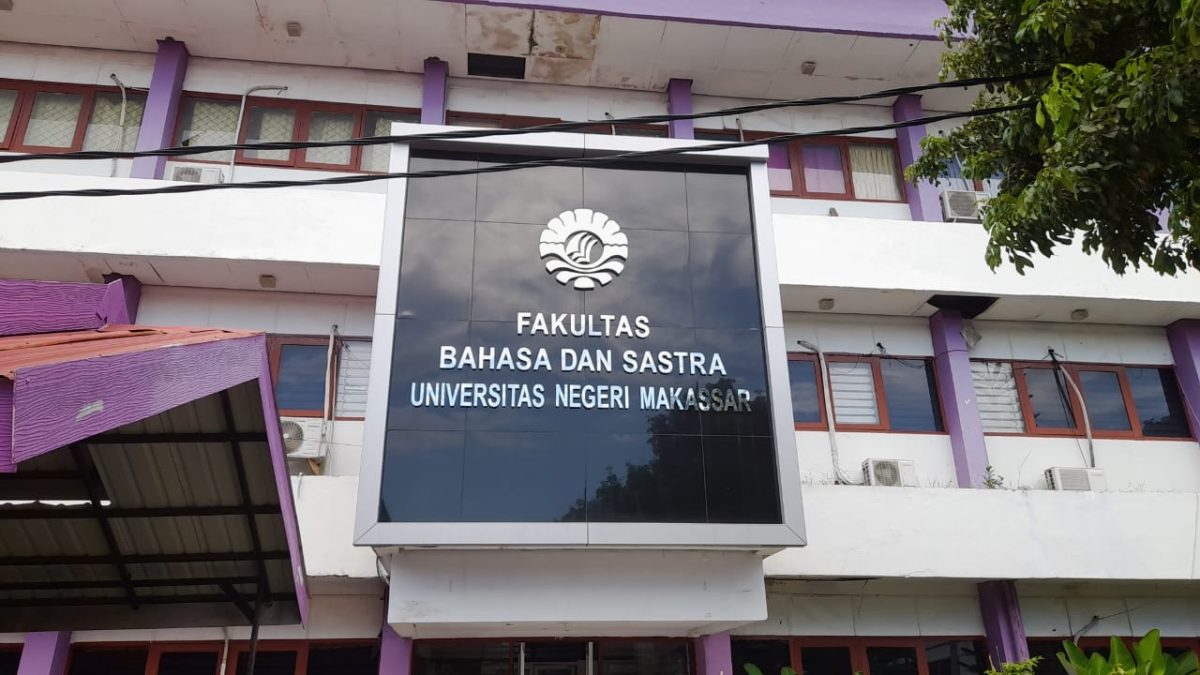 FAKULTAS
BAHASA DAN SASTRA
UNIVERSITAS NEGERI MAKASSAR